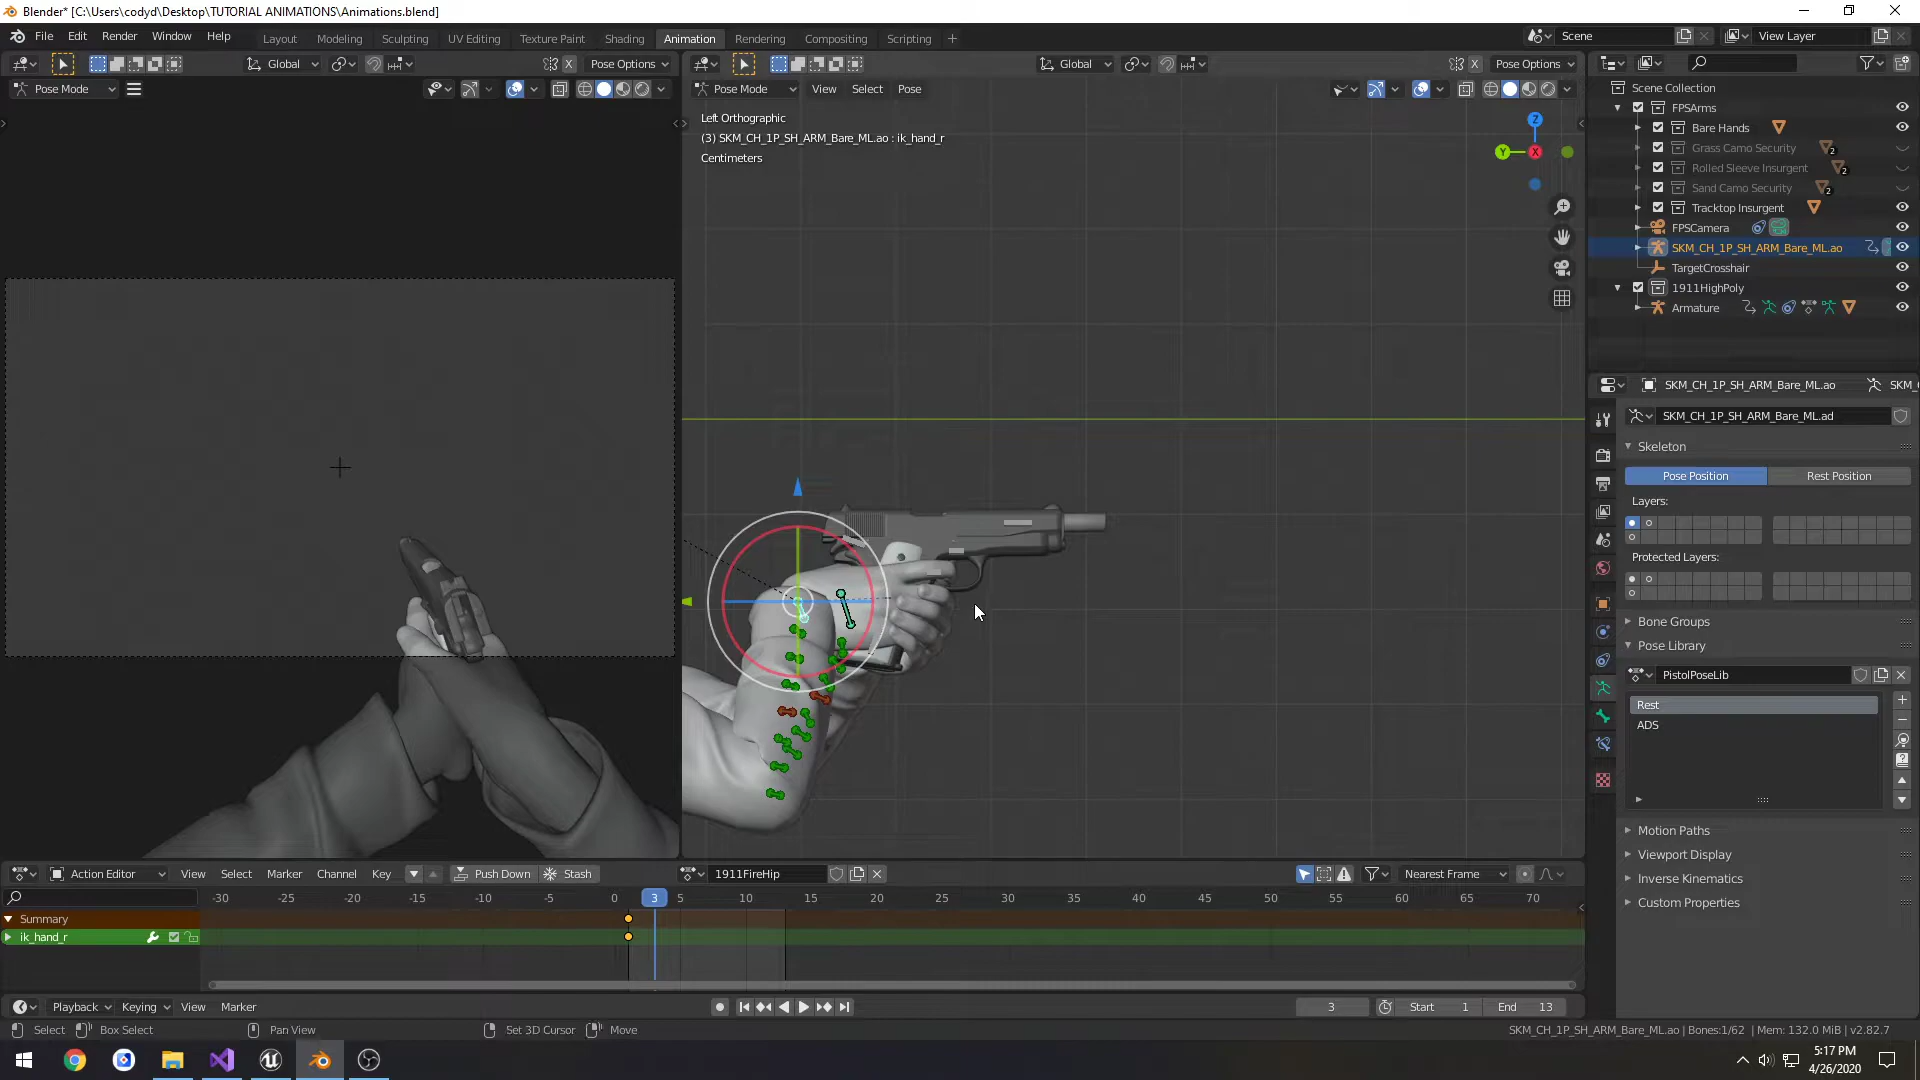 Blender* [C:\Users\codyd\Desktop\TUTORIAL ANIMATIONS\Animations.blend]
File Edit Render Window Help Layout Modeling Sculpting UV Editing Texture Paint Shading Animation Rendering Compositing Scripting + Scene View Layer
Global Pose Options Global Pose Options
Pose Mode Pose Mode View Select Pose
Left Orthographic
(3) SKM_CH_1P_SH_ARM_Bare_ML.ao : ik_hand_r
Centimeters
Z
Y X
Scene Collection
FPSArms
Bare Hands
Grass Camo Security 2
Rolled Sleeve Insurgent 2
Sand Camo Security 2
Tracktop Insurgent
FPSCamera
SKM_CH_1P_SH_ARM_Bare_ML.ao
TargetCrosshair
1911HighPoly
Armature
SKM_CH_1P_SH_ARM_Bare_ML.ao SKM_
SKM_CH_1P_SH_ARM_Bare_ML.ad
Skeleton
Pose Position Rest Position
Layers:
Protected Layers:
Bone Groups
Pose Library
PistolPoseLib
Rest
ADS
Motion Paths
Viewport Display
Inverse Kinematics
Custom Properties
Action Editor View Select Marker Channel Key Push Down Stash 1911FireHip Nearest Frame
-30 -25 -20 -15 -10 -5 0 3 5 10 15 20 25 30 35 40 45 50 55 60 65 70
Summary
ik_hand_r
Playback Keying View Marker 3 Start 1 End 13
Select Box Select Pan View Set 3D Cursor Move SKM_CH_1P_SH_ARM_Bare_ML.ao | Bones:1/62 | Mem: 132.0 MiB | v2.82.7
5:17 PM
4/26/2020